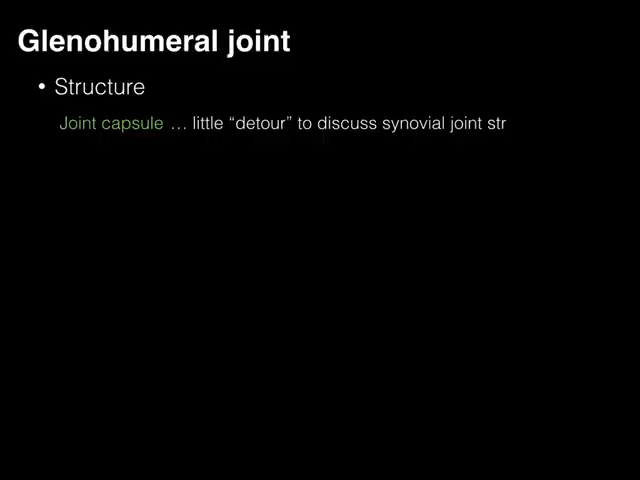 Glenohumeral joint
• Structure
Joint capsule … little “detour” to discuss synovial joint str